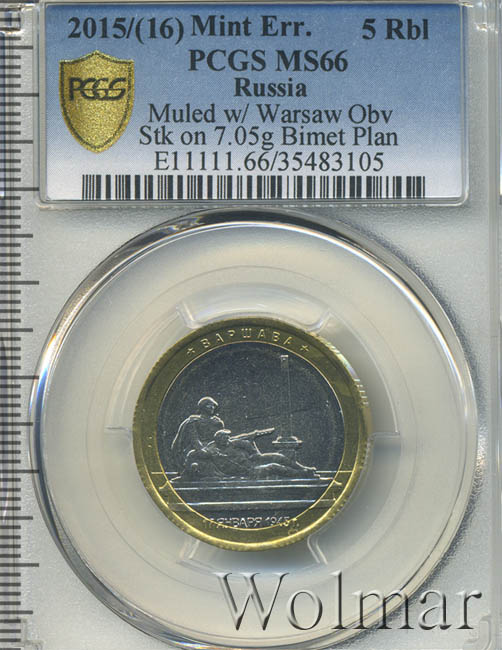 2015/(16) Mint Err. 5 Rbl
PCGS MS66
Russia
Muled w/ Warsaw Obv
Stk on 7.05g Bimet Plan
E11111.66/35483105
PCGS
ВАРШАВА
17 ЯНВАРЯ 1945 г.
Wolmar